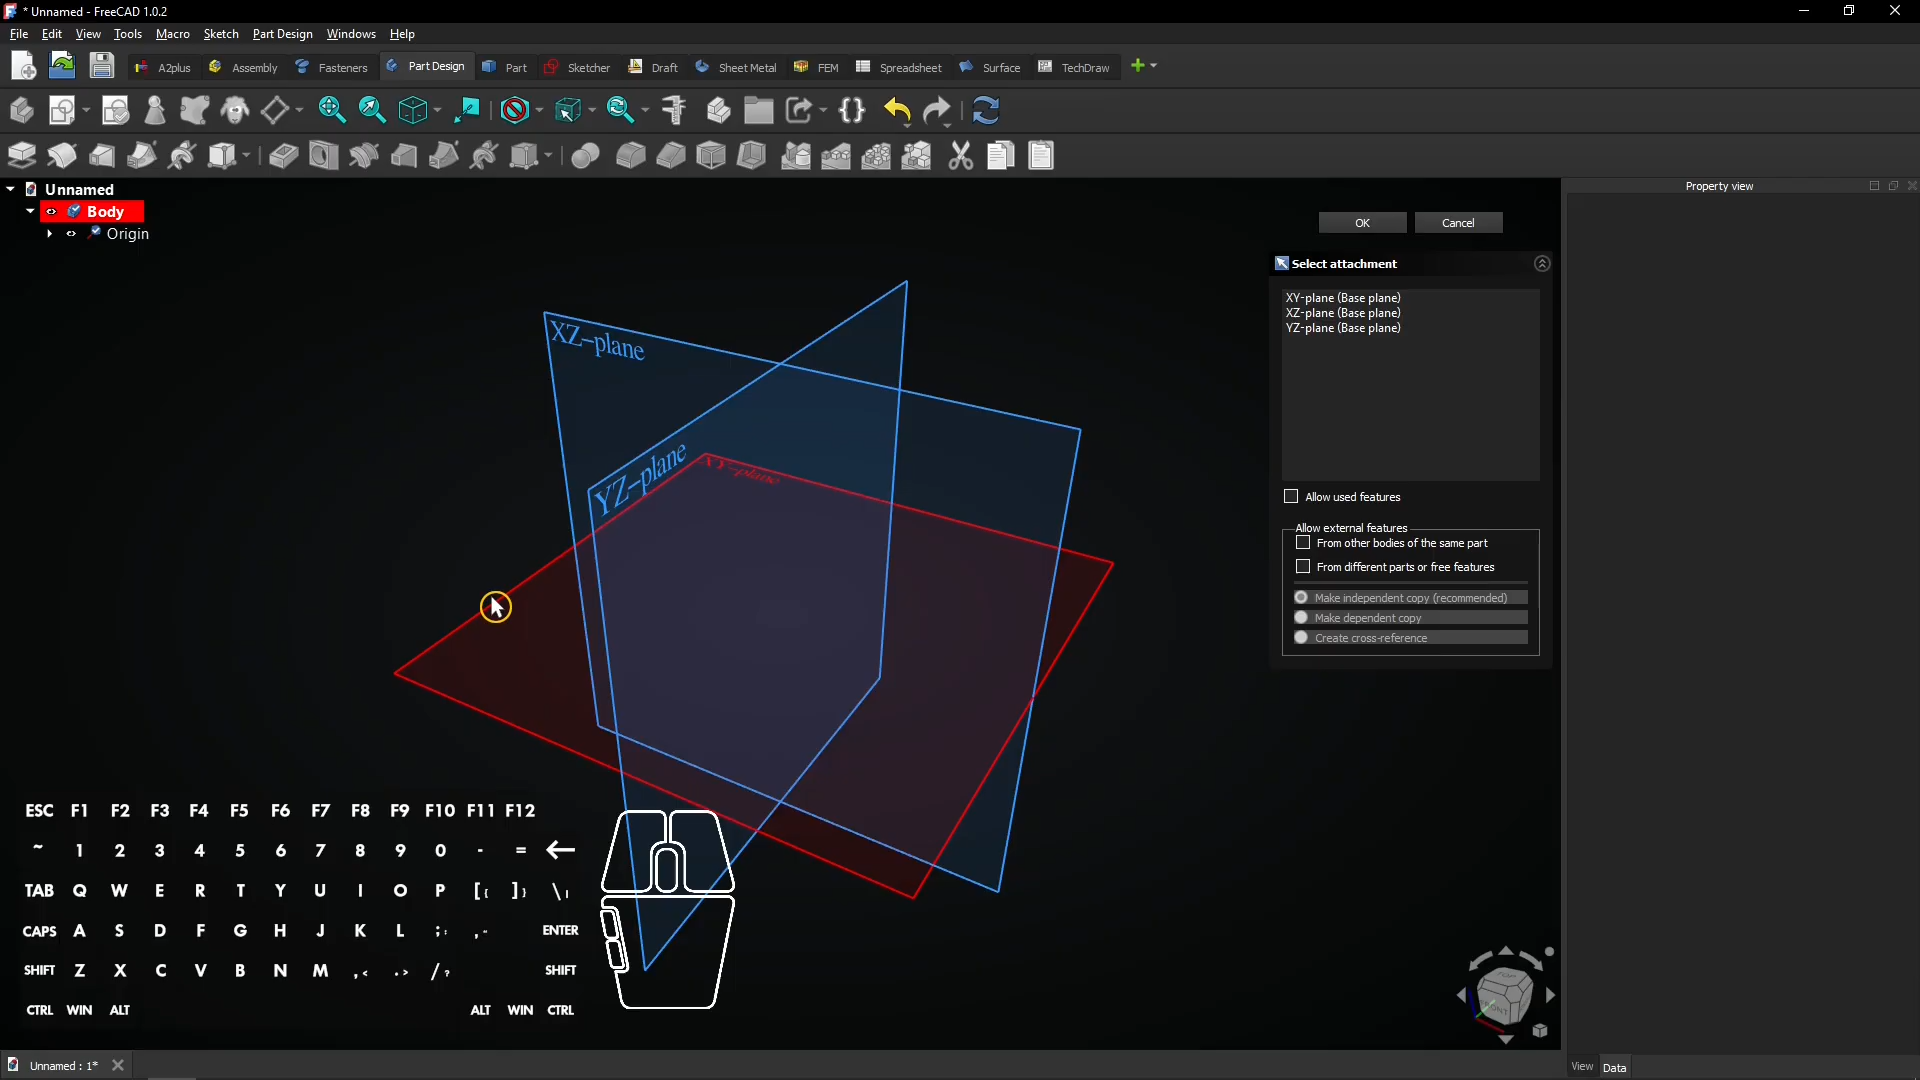 * Unnamed - FreeCAD 1.0.2
File Edit View Tools Macro Sketch Part Design Windows Help
A2plus Assembly Fasteners Part Design Part Sketcher Draft Sheet Metal FEM Spreadsheet Surface TechDraw
Unnamed
Body
Origin
Property view
OK Cancel
Select attachment
XY-plane (Base plane)
XZ-plane (Base plane)
YZ-plane (Base plane)
Allow used features
Allow external features
From other bodies of the same part
From different parts or free features
Make independent copy (recommended)
Make dependent copy
Create cross-reference
XZ-plane
YZ-plane
XY-plane
ESC F1 F2 F3 F4 F5 F6 F7 F8 F9 F10 F11 F12
~ 1 2 3 4 5 6 7 8 9 0 - = ←
TAB Q W E R T Y U I O P [{ ]} \|
CAPS A S D F G H J K L ;: ," ENTER
SHIFT Z X C V B N M ,< .> /? SHIFT
CTRL WIN ALT ALT WIN CTRL
TOP
FRONT
Unnamed : 1*
View Data